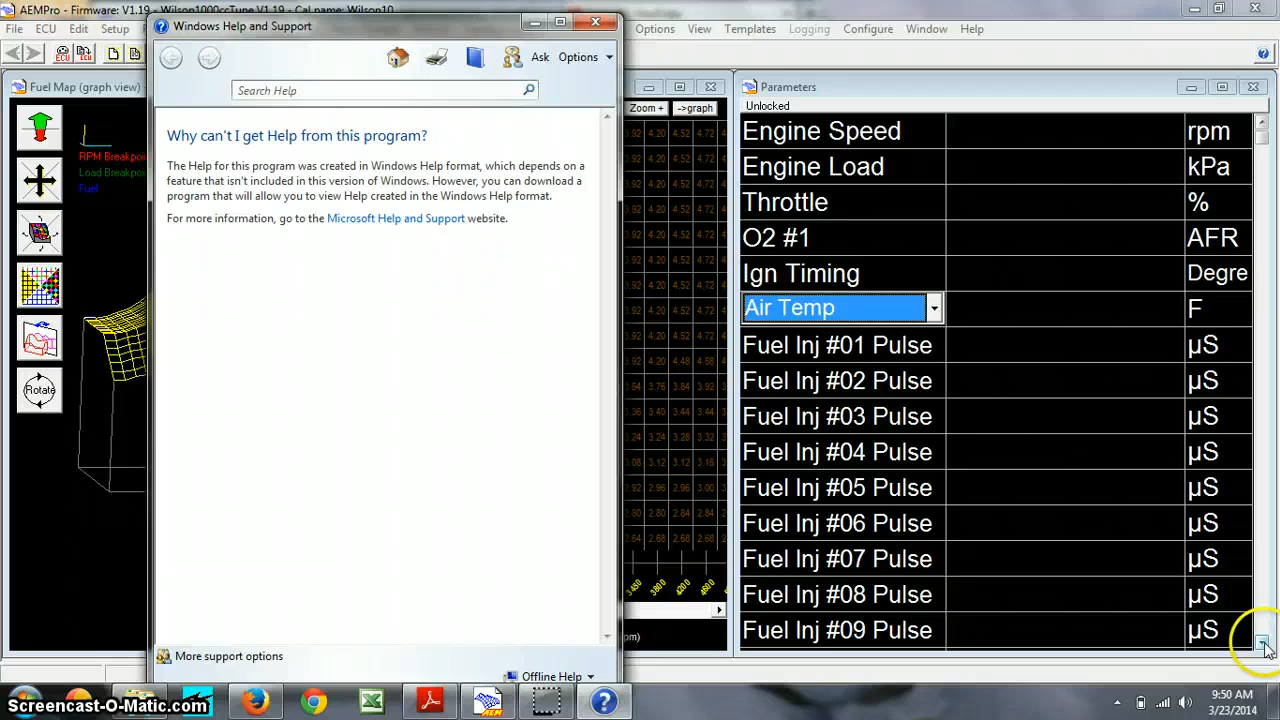 AEMPro - Firmware: V1.19 - Wilson1000ccTune V1.19 - Cal name: Wilson10
File ECU Edit Setup Options View Templates Logging Configure Window Help
Windows Help and Support
Ask Options
Search Help
Why can't I get Help from this program?
The Help for this program was created in Windows Help format, which depends on a
feature that isn't included in this version of Windows. However, you can download a
program that will allow you to view Help created in the Windows Help format.
For more information, go to the Microsoft Help and Support website.
More support options
Offline Help
Fuel Map (graph view)
RPM Breakpo
Load Breakpo
Fuel
Rotate
Zoom + ->graph
3450 3800 4200 4600
pm)
Parameters
Unlocked
Engine Speed rpm
Engine Load kPa
Throttle %
O2 #1 AFR
Ign Timing Degre
Air Temp F
Fuel Inj #01 Pulse µS
Fuel Inj #02 Pulse µS
Fuel Inj #03 Pulse µS
Fuel Inj #04 Pulse µS
Fuel Inj #05 Pulse µS
Fuel Inj #06 Pulse µS
Fuel Inj #07 Pulse µS
Fuel Inj #08 Pulse µS
Fuel Inj #09 Pulse µS
Screencast-O-Matic.com
AEM
9:50 AM
3/23/2014